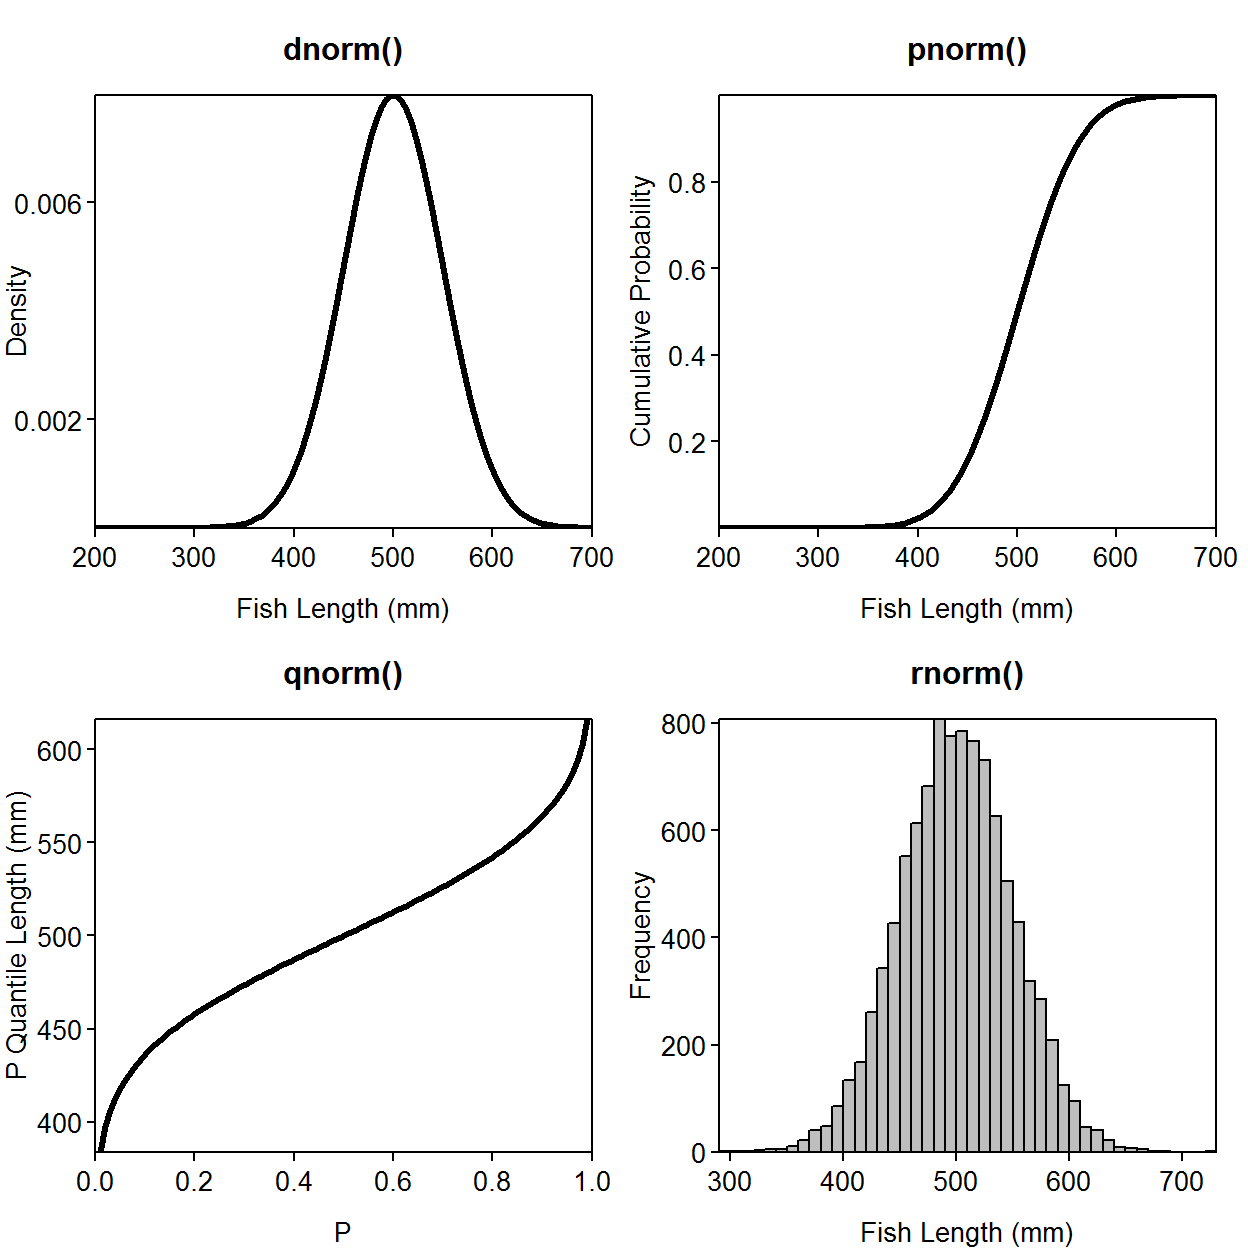 dnorm()
0.006
0.002
Density
200 300 400 500 600 700
Fish Length (mm)
pnorm()
0.8
0.6
0.4
0.2
Cumulative Probability
200 300 400 500 600 700
Fish Length (mm)
qnorm()
600
550
500
450
400
P Quantile Length (mm)
0.0 0.2 0.4 0.6 0.8 1.0
P
rnorm()
800
600
400
200
0
Frequency
300 400 500 600 700
Fish Length (mm)